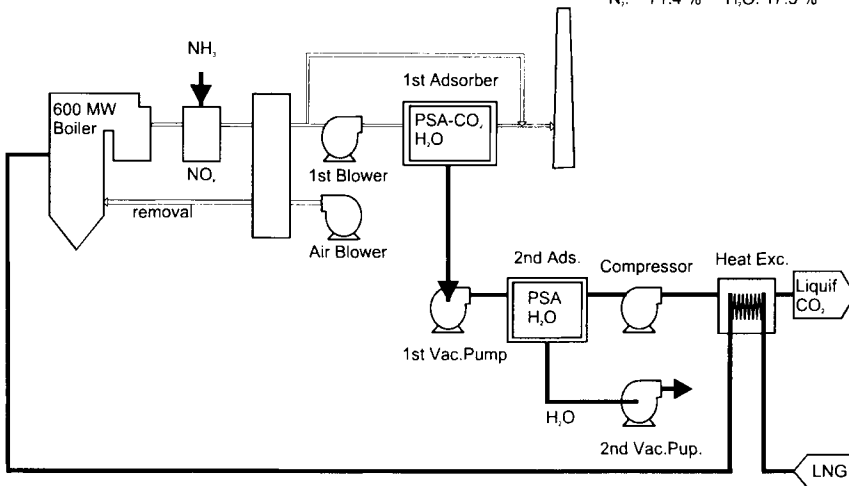 N₂: 71.4 % H₂O: 17.3 %
NH₃
1st Adsorber
600 MW
Boiler
PSA-CO₂
H₂O
1st Blower
NOₓ
removal
Air Blower
2nd Ads.
Compressor
Heat Exc.
PSA
H₂O
Liquif
CO₂
1st Vac.Pump
H₂O
2nd Vac.Pup.
LNG